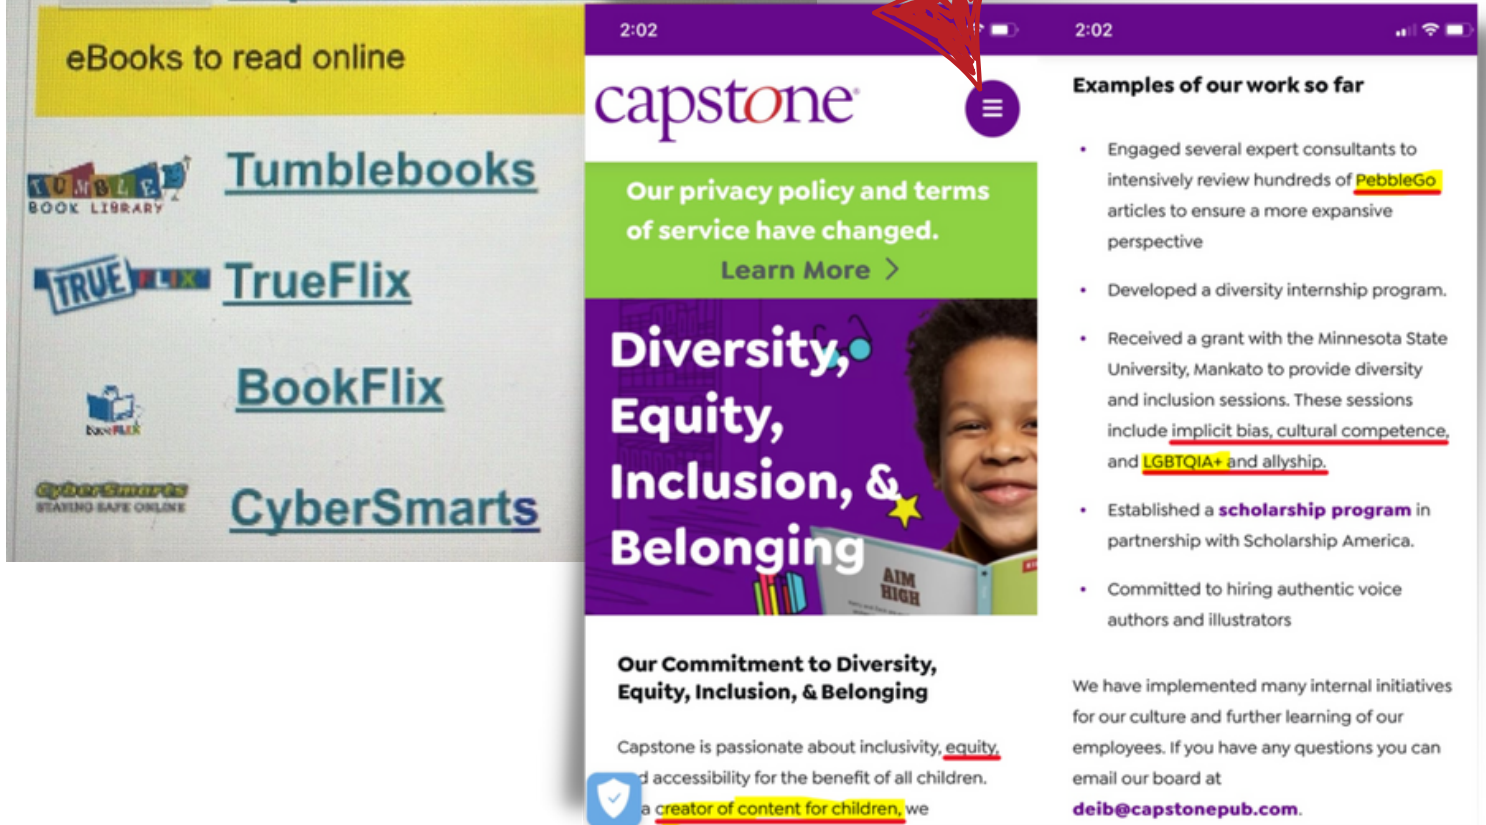 eBooks to read online
TUMBLE
BOOK LIBRARY
Tumblebooks
TRUE FLIX
TrueFlix
BookFLIX
BookFlix
CyberSmarts
STAYING SAFE ONLINE
CyberSmarts
2:02
capstone
Our privacy policy and terms
of service have changed.
Learn More >
Diversity,
Equity,
Inclusion, &
Belonging
AIM
HIGH
Our Commitment to Diversity,
Equity, Inclusion, & Belonging
Capstone is passionate about inclusivity, equity,
accessibility for the benefit of all children.
a creator of content for children, we
2:02
Examples of our work so far
• Engaged several expert consultants to
intensively review hundreds of PebbleGo
articles to ensure a more expansive
perspective
• Developed a diversity internship program.
• Received a grant with the Minnesota State
University, Mankato to provide diversity
and inclusion sessions. These sessions
include implicit bias, cultural competence,
and LGBTQIA+ and allyship.
• Established a scholarship program in
partnership with Scholarship America.
• Committed to hiring authentic voice
authors and illustrators
We have implemented many internal initiatives
for our culture and further learning of our
employees. If you have any questions you can
email our board at
deib@capstonepub.com.